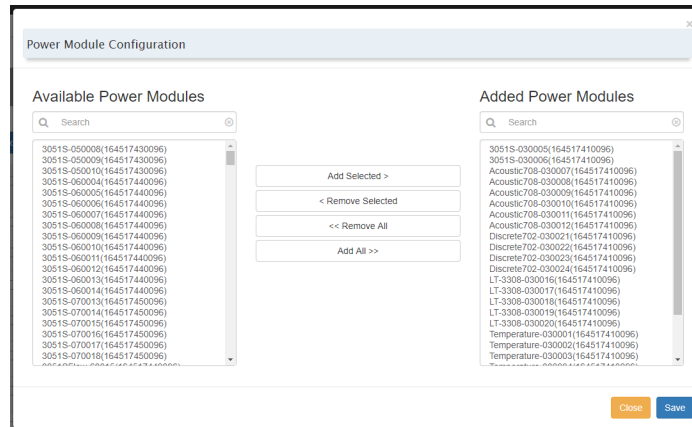 ×
Power Module Configuration
Available Power Modules
Search
3051S-050008(164517430096)
3051S-050009(164517430096)
3051S-050010(164517430096)
3051S-060004(164517440096)
3051S-060005(164517440096)
3051S-060006(164517440096)
3051S-060007(164517440096)
3051S-060008(164517440096)
3051S-060009(164517440096)
3051S-060010(164517440096)
3051S-060011(164517440096)
3051S-060012(164517440096)
3051S-060013(164517440096)
3051S-060014(164517440096)
3051S-070013(164517450096)
3051S-070014(164517450096)
3051S-070015(164517450096)
3051S-070016(164517450096)
3051S-070017(164517450096)
3051S-070018(164517450096)
Add Selected >
< Remove Selected
<< Remove All
Add All >>
Added Power Modules
Search
3051S-030005(164517410096)
3051S-030006(164517410096)
Acoustic708-030007(164517410096)
Acoustic708-030008(164517410096)
Acoustic708-030009(164517410096)
Acoustic708-030010(164517410096)
Acoustic708-030011(164517410096)
Acoustic708-030012(164517410096)
Discrete702-030021(164517410096)
Discrete702-030022(164517410096)
Discrete702-030023(164517410096)
Discrete702-030024(164517410096)
LT-3308-030016(164517410096)
LT-3308-030017(164517410096)
LT-3308-030018(164517410096)
LT-3308-030019(164517410096)
LT-3308-030020(164517410096)
Temperature-030001(164517410096)
Temperature-030002(164517410096)
Temperature-030003(164517410096)
Close
Save